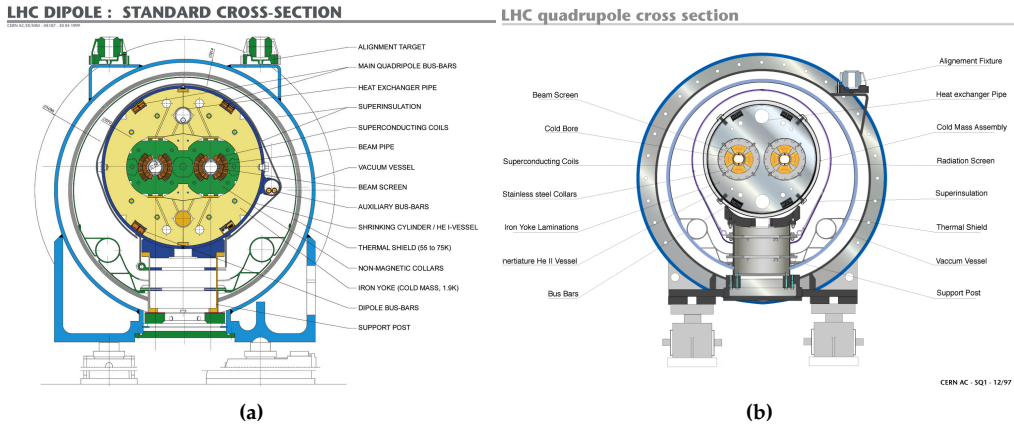 LHC DIPOLE : STANDARD CROSS-SECTION
ALIGNMENT TARGET
MAIN QUADRIPOLE BUS-BARS
HEAT EXCHANGER PIPE
SUPERINSULATION
SUPERCONDUCTING COILS
BEAM PIPE
VACUUM VESSEL
BEAM SCREEN
AUXILIARY BUS-BARS
SHRINKING CYLINDER / HE I-VESSEL
THERMAL SHIELD (55 to 75K)
NON-MAGNETIC COLLARS
IRON YOKE (COLD MASS, 1.9K)
DIPOLE BUS-BARS
SUPPORT POST
(a)
LHC quadrupole cross section
Beam Screen
Cold Bore
Superconducting Coils
Stainless steel Collars
Iron Yoke Laminations
nertiature He II Vessel
Bus Bars
Alignement Fixture
Heat exchanger Pipe
Cold Mass Assembly
Radiation Screen
Superinsulation
Thermal Shield
Vaccum Vessel
Support Post
CERN AC - SQ1 - 12/97
(b)